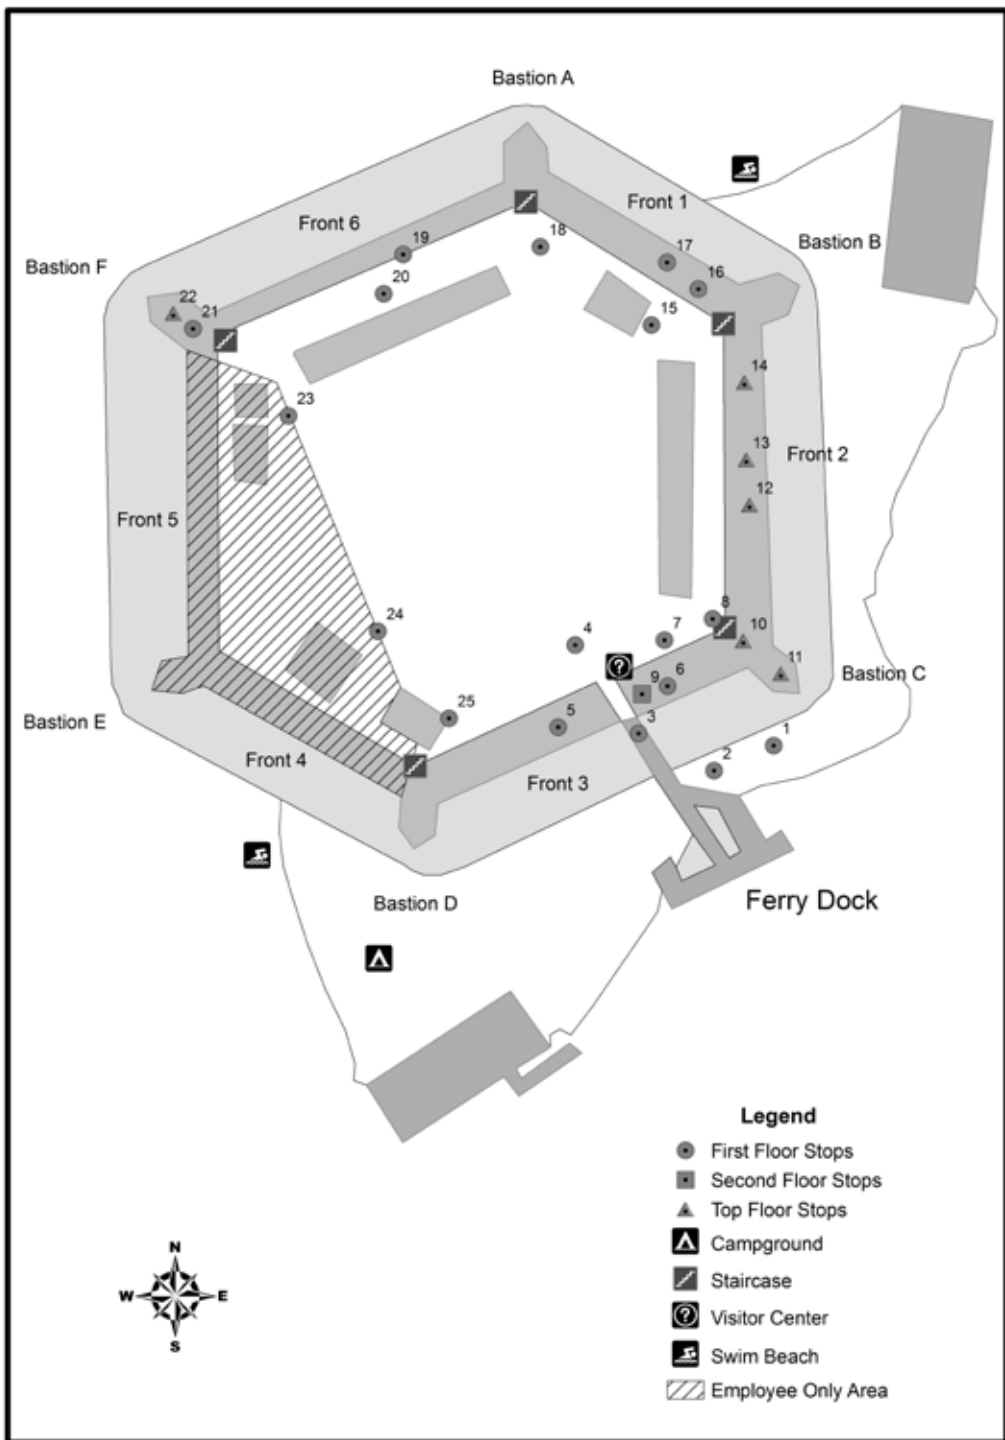 Bastion A
Front 1
Bastion B
Front 6
18
17
19
16
Bastion F
20
22
21
15
14
23
13
Front 2
12
Front 5
8
24
4
7
10
11
Bastion C
9
6
25
5
3
1
Bastion E
2
Front 4
Front 3
Bastion D
Ferry Dock
?
Legend
First Floor Stops
Second Floor Stops
Top Floor Stops
Campground
Staircase
? Visitor Center
Swim Beach
Employee Only Area
N
W E
S